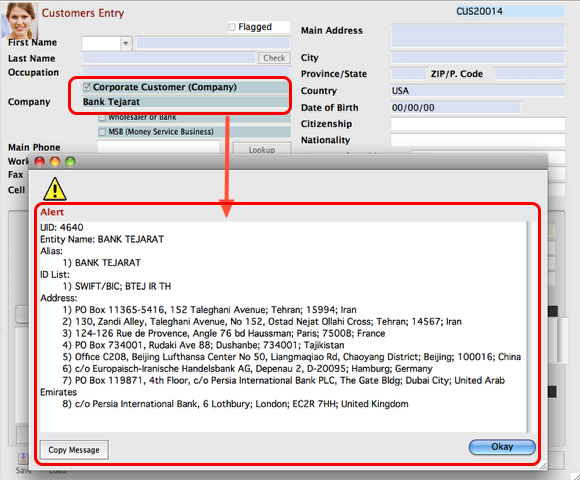 Customers Entry
CUS20014
Flagged
Main Address
First Name
Last Name
Check
City
Occupation
Province/State
ZIP/P. Code
Corporate Customer (Company)
Country
USA
Company
Bank Tejarat
Date of Birth
00/00/00
Wholesaler or Bank
Citizenship
MSB (Money Service Business)
Nationality
Main Phone
Lookup
Work
Fax
Cell
Alert
UID: 4640
Entity Name: BANK TEJARAT
Alias:
1) BANK TEJARAT
ID List:
1) SWIFT/BIC; BTEJ IR TH
Address:
1) PO Box 11365-5416, 152 Taleghani Avenue; Tehran; 15994; Iran
2) 130, Zandi Alley, Taleghani Avenue, No 152, Ostad Nejat Ollahi Cross; Tehran; 14567; Iran
3) 124-126 Rue de Provence, Angle 76 bd Haussman; Paris; 75008; France
4) PO Box 734001, Rudaki Ave 88; Dushanbe; 734001; Tajikistan
5) Office C208, Beijing Lufthansa Center No 50, Liangmaqiao Rd, Chaoyang District; Beijing; 100016; China
6) c/o Europaisch-Iranische Handelsbank AG, Depenau 2, D-20095; Hamburg; Germany
7) PO Box 119871, 4th Floor, c/o Persia International Bank PLC, The Gate Bldg; Dubai City; United Arab
Emirates
8) c/o Persia International Bank, 6 Lothbury; London; EC2R 7HH; United Kingdom
Copy Message
Okay
Save
Load